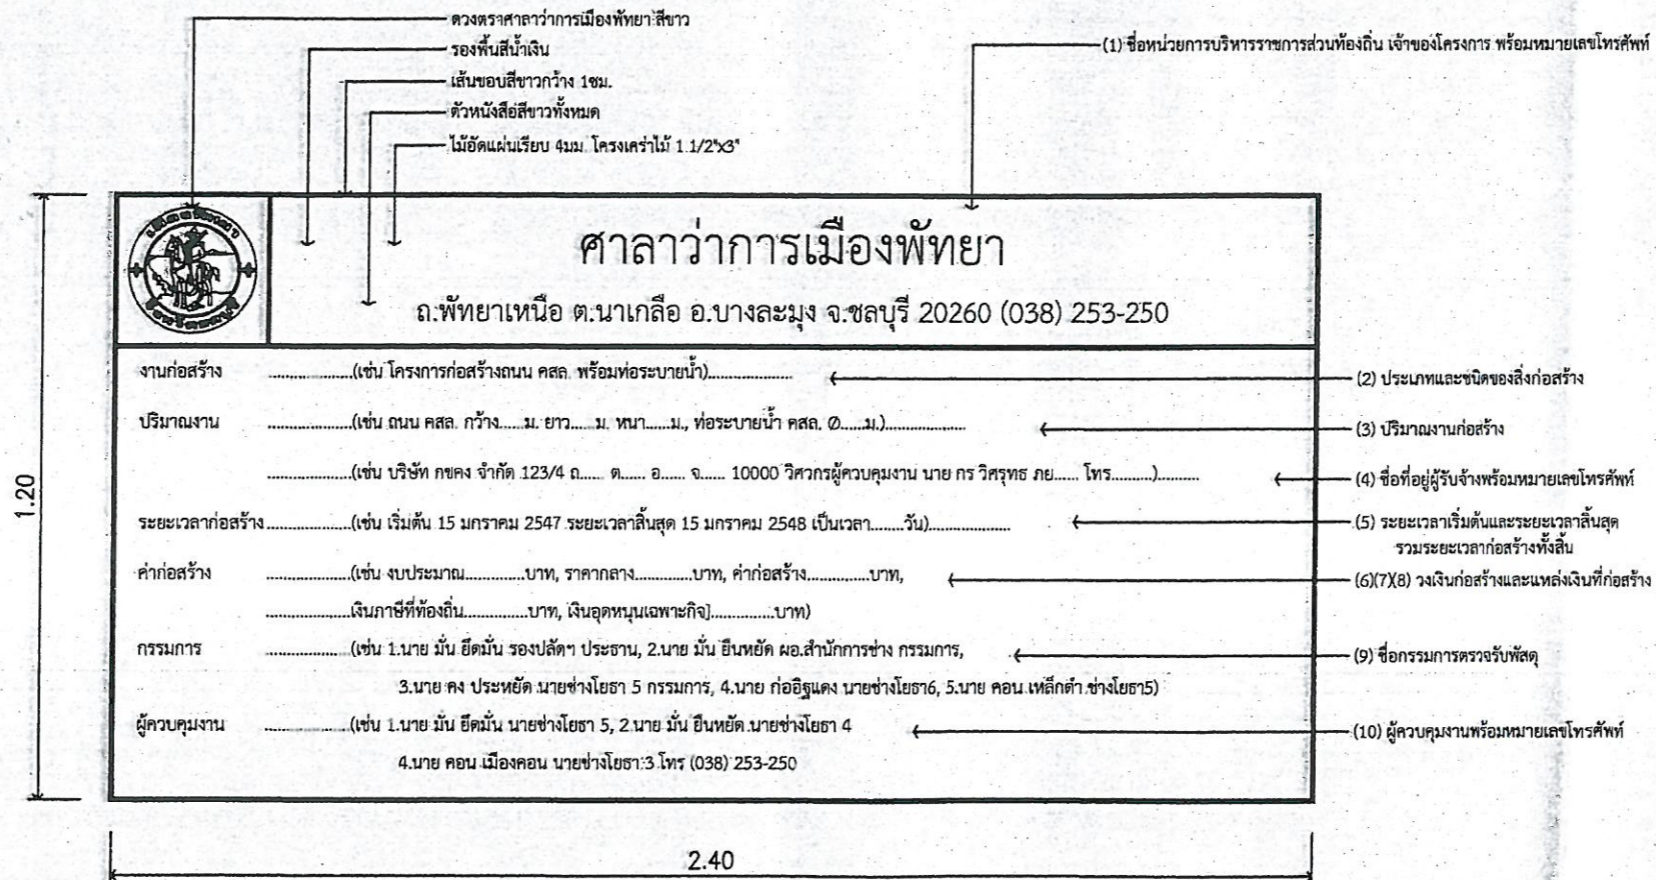 ดวงตราศาลาว่าการเมืองพัทยาสีขาว
รองพื้นสีน้ำเงิน
เส้นขอบสีขาวกว้าง 1ซม.
ตัวหนังสือสีขาวทั้งหมด
ไม้อัดแผ่นเรียบ 4มม. โครงเคร่าไม้ 1.1/2"x3"
(1) ชื่อหน่วยการบริหารราชการส่วนท้องถิ่น เจ้าของโครงการ พร้อมหมายเลขโทรศัพท์
ศาลาว่าการเมืองพัทยา
ถ.พัทยาเหนือ ต.นาเกลือ อ.บางละมุง จ.ชลบุรี 20260 (038) 253-250
งานก่อสร้าง ..................(เช่น โครงการก่อสร้างถนน คสล. พร้อมท่อระบายน้ำ)..................
(2) ประเภทและชนิดของสิ่งก่อสร้าง
ปริมาณงาน ..................(เช่น ถนน คสล. กว้าง......ม. ยาว......ม. หนา......ม., ท่อระบายน้ำ คสล. Ø......ม.)..................
(3) ปริมาณงานก่อสร้าง
..................(เช่น บริษัท กขคง จำกัด 123/4 ถ...... ต...... อ...... จ...... 10000 วิศวกรผู้ควบคุมงาน นาย กร วิศรุทธ ภย...... โทร.........).........
(4) ชื่อที่อยู่ผู้รับจ้างพร้อมหมายเลขโทรศัพท์
ระยะเวลาก่อสร้าง..................(เช่น เริ่มต้น 15 มกราคม 2547 ระยะเวลาสิ้นสุด 15 มกราคม 2548 เป็นเวลา........วัน)..................
(5) ระยะเวลาเริ่มต้นและระยะเวลาสิ้นสุด
รวมระยะเวลาก่อสร้างทั้งสิ้น
ค่าก่อสร้าง ..................(เช่น งบประมาณ.............บาท, ราคากลาง.............บาท, ค่าก่อสร้าง.............บาท,
(6)(7)(8) วงเงินก่อสร้างและแหล่งเงินที่ก่อสร้าง
..................เงินภาษีที่ท้องถิ่น.............บาท, เงินอุดหนุนเฉพาะกิจ].............บาท)
กรรมการ ..................(เช่น 1.นาย มั่น ยึดมั่น รองปลัดฯ ประธาน, 2.นาย มั่น ยืนหยัด ผอ.สำนักการช่าง กรรมการ,
(9) ชื่อกรรมการตรวจรับพัสดุ
3.นาย คง ประหยัด นายช่างโยธา 5 กรรมการ, 4.นาย ก่ออิฐแดง นายช่างโยธา6, 5.นาย คอน เหล็กดำ ช่างโยธา5)
ผู้ควบคุมงาน ..................(เช่น 1.นาย มั่น ยึดมั่น นายช่างโยธา 5, 2.นาย มั่น ยืนหยัด นายช่างโยธา 4
(10) ผู้ควบคุมงานพร้อมหมายเลขโทรศัพท์
4.นาย คอน เมืองคอน นายช่างโยธา 3 โทร (038) 253-250
1.20
2.40